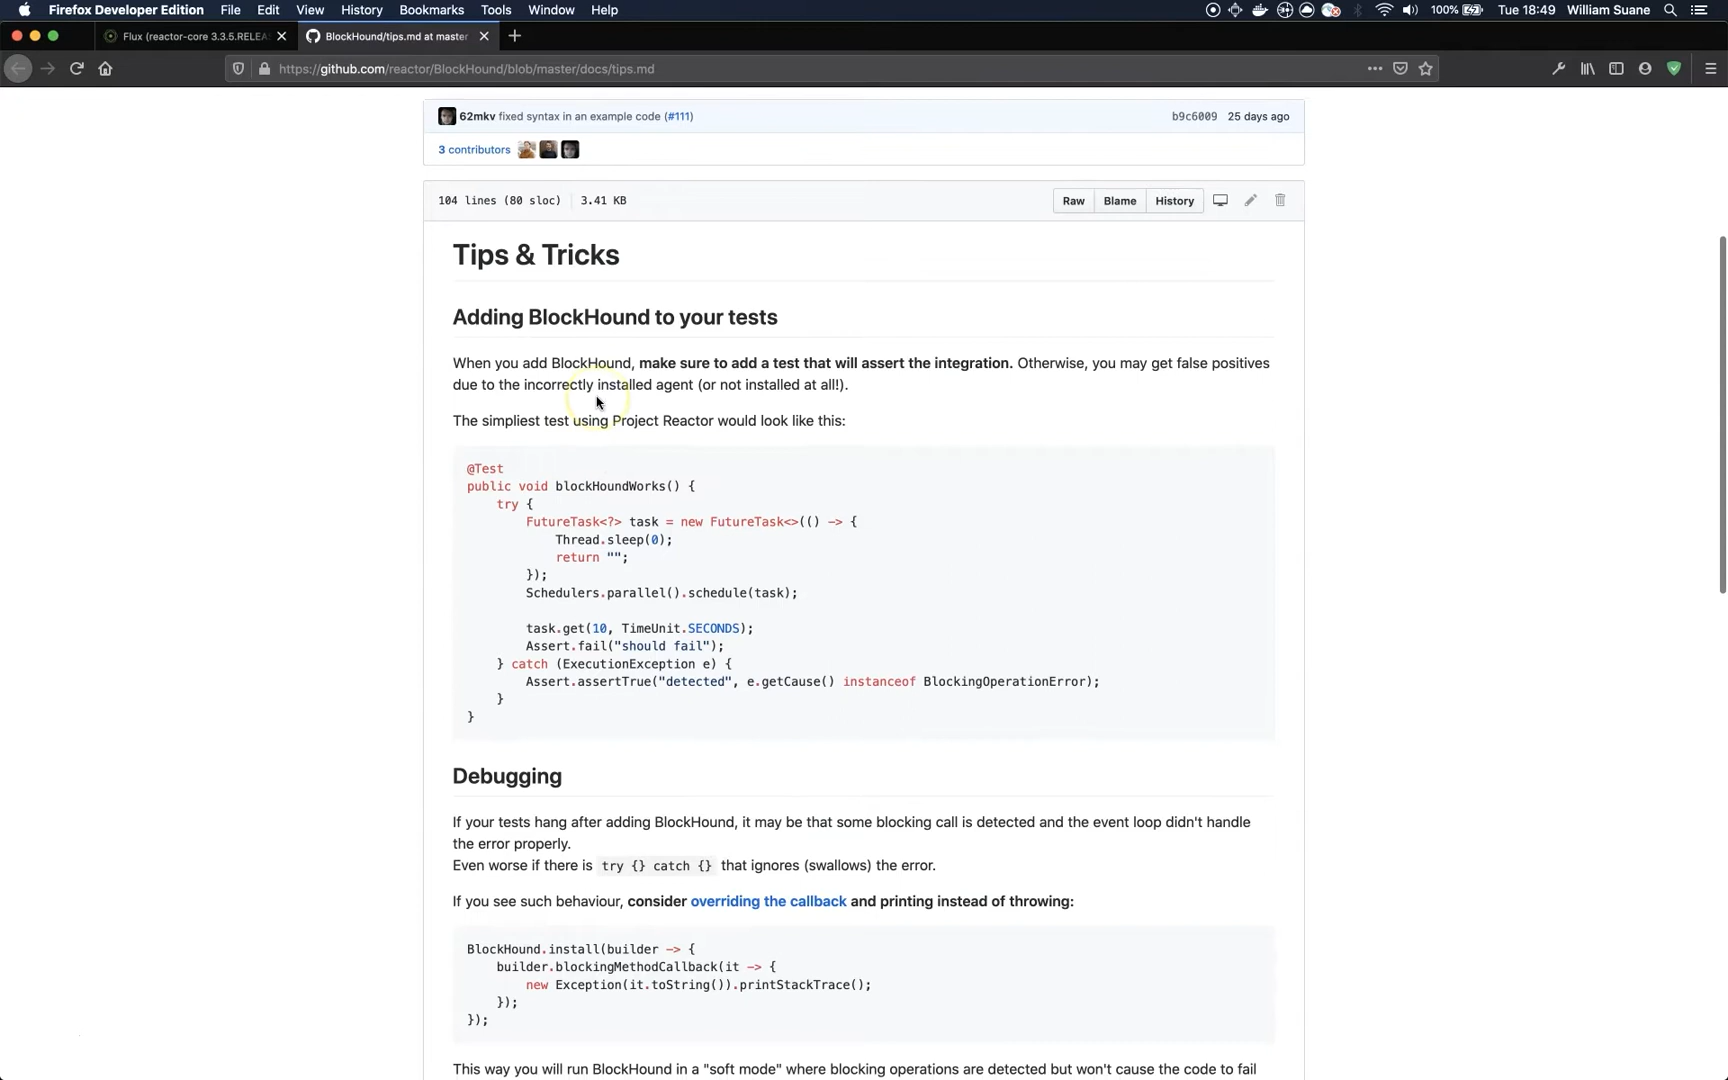 Firefox Developer Edition File Edit View History Bookmarks Tools Window Help 100% Tue 18:49 William Suane
Flux (reactor-core 3.3.5.RELEA BlockHound/tips.md at master
https://github.com/reactor/BlockHound/blob/master/docs/tips.md
62mkv fixed syntax in an example code (#111) b9c6009 25 days ago
3 contributors
104 lines (80 sloc) 3.41 KB Raw Blame History
Tips & Tricks
Adding BlockHound to your tests
When you add BlockHound, make sure to add a test that will assert the integration. Otherwise, you may get false positives
due to the incorrectly installed agent (or not installed at all!).
The simpliest test using Project Reactor would look like this:
@Test
public void blockHoundWorks() {
    try {
        FutureTask<?> task = new FutureTask<>(() -> {
            Thread.sleep(0);
            return "";
        });
        Schedulers.parallel().schedule(task);
        task.get(10, TimeUnit.SECONDS);
        Assert.fail("should fail");
    } catch (ExecutionException e) {
        Assert.assertTrue("detected", e.getCause() instanceof BlockingOperationError);
    }
}
Debugging
If your tests hang after adding BlockHound, it may be that some blocking call is detected and the event loop didn't handle
the error properly.
Even worse if there is try {} catch {} that ignores (swallows) the error.
If you see such behaviour, consider overriding the callback and printing instead of throwing:
BlockHound.install(builder -> {
    builder.blockingMethodCallback(it -> {
        new Exception(it.toString()).printStackTrace();
    });
});
This way you will run BlockHound in a "soft mode" where blocking operations are detected but won't cause the code to fail